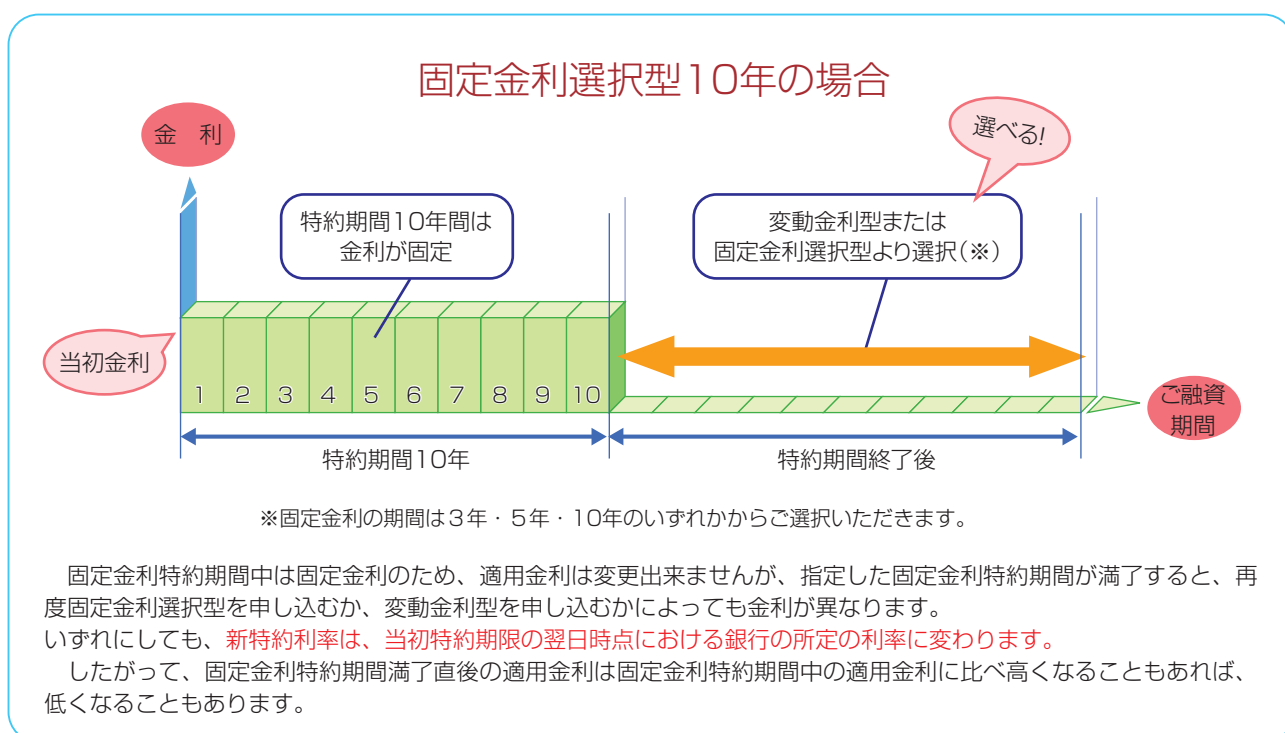 固定金利選択型10年の場合
金　利
選べる!
特約期間10年間は
金利が固定
変動金利型または
固定金利選択型より選択(※)
当初金利
1 2 3 4 5 6 7 8 9 10
ご融資
期間
特約期間10年
特約期間終了後
※固定金利の期間は３年・５年・10年のいずれかからご選択いただきます。
　固定金利特約期間中は固定金利のため、適用金利は変更出来ませんが、指定した固定金利特約期間が満了すると、再
度固定金利選択型を申し込むか、変動金利型を申し込むかによっても金利が異なります。
いずれにしても、新特約利率は、当初特約期限の翌日時点における銀行の所定の利率に変わります。
　したがって、固定金利特約期間満了直後の適用金利は固定金利特約期間中の適用金利に比べ高くなることもあれば、
低くなることもあります。